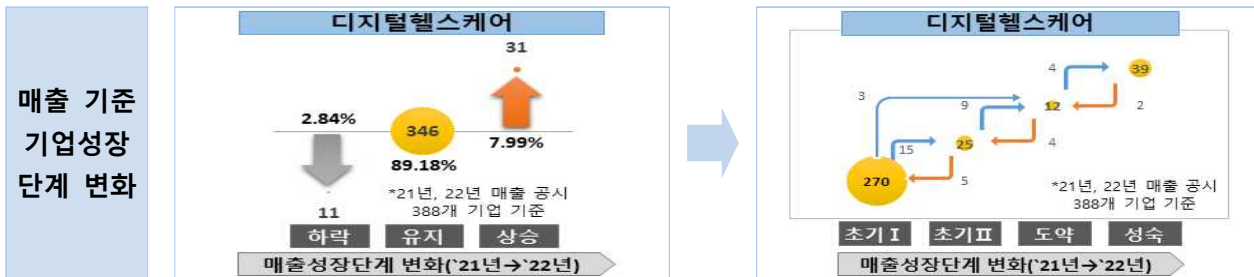 매출 기준
기업성장
단계 변화
디지털헬스케어
31
2.84%
346
7.99%
89.18%
*21년, 22년 매출 공시
388개 기업 기준
11
하락 유지 상승
매출성장단계 변화(`21년→`22년)
디지털헬스케어
4
39
3
9
12
2
15
25
4
270
5
*21년, 22년 매출 공시
388개 기업 기준
초기Ⅰ 초기Ⅱ 도약 성숙
매출성장단계 변화(`21년→`22년)